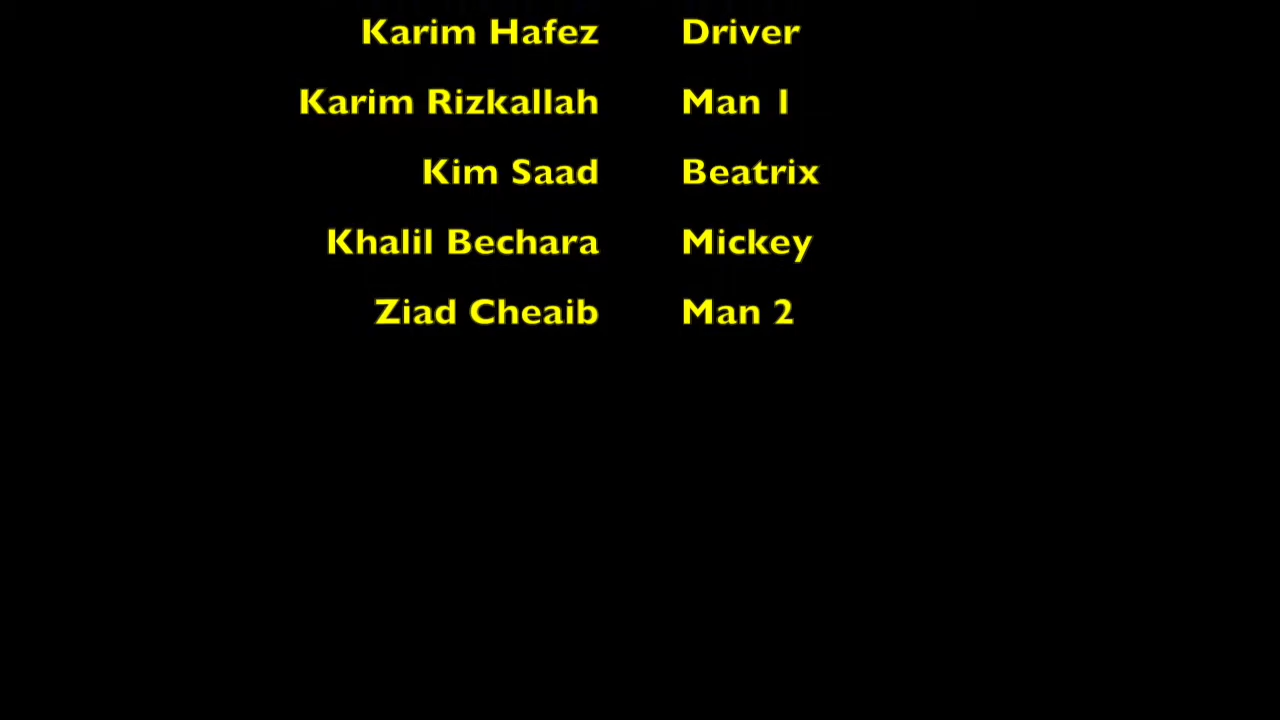 Karim Hafez Driver
Karim Rizkallah Man 1
Kim Saad Beatrix
Khalil Bechara Mickey
Ziad Cheaib Man 2